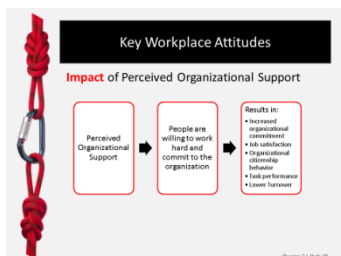 Key Workplace Attitudes
Impact of Perceived Organizational Support
Perceived
Organizational
Support
People are
willing to work
hard and
commit to the
organization
Results in:
• Increased
organizational
commitment
• Job satisfaction
• Organizational
citizenship
behavior
• Task performance
• Lower Turnover